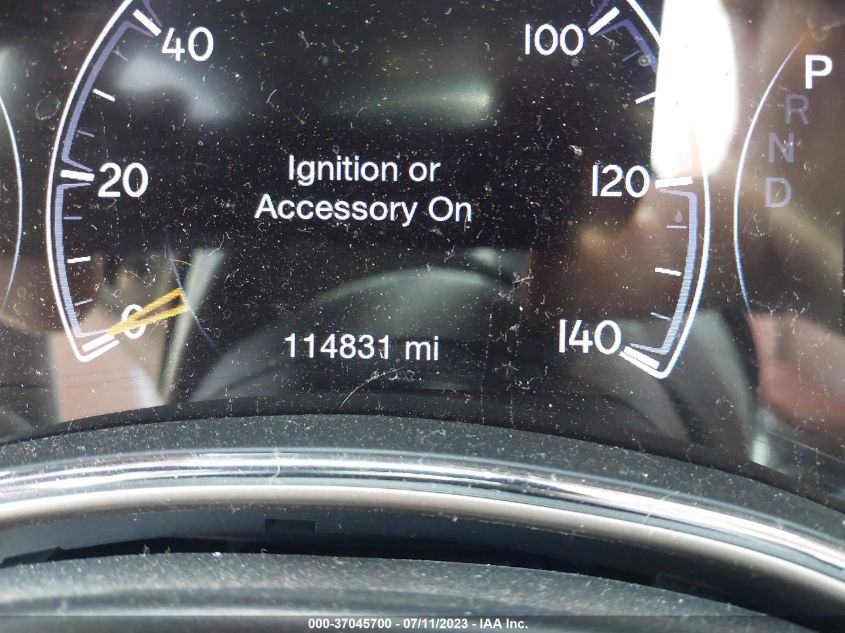 40
100
P
R
N
D
20
Ignition or
Accessory On
120
0
114831 mi
140
000-37045700 - 07/11/2023 - IAA Inc.